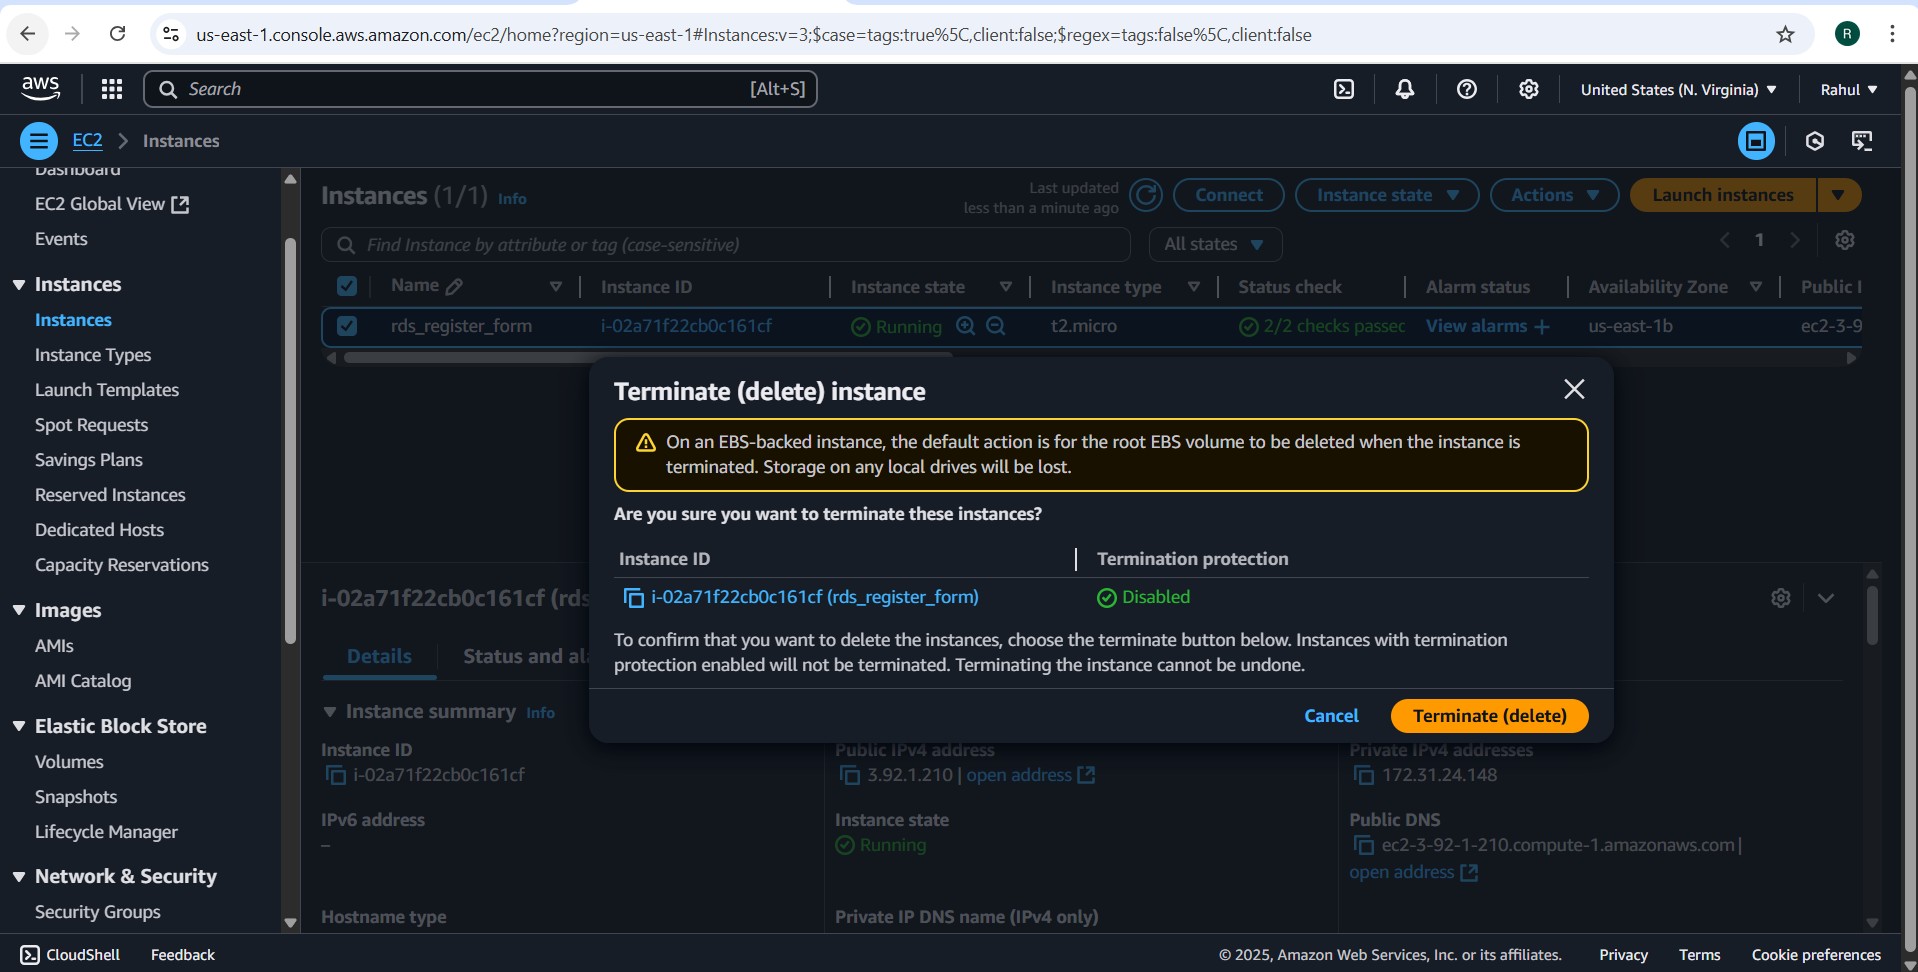 us-east-1.console.aws.amazon.com/ec2/home?region=us-east-1#Instances:v=3;$case=tags:true%5C,client:false;$regex=tags:false%5C,client:false
R
aws
Search
[Alt+S]
United States (N. Virginia)
Rahul
EC2
Instances
Dashboard
EC2 Global View
Events
Instances
Instances
Instance Types
Launch Templates
Spot Requests
Savings Plans
Reserved Instances
Dedicated Hosts
Capacity Reservations
Images
AMIs
AMI Catalog
Elastic Block Store
Volumes
Snapshots
Lifecycle Manager
Network & Security
Security Groups
Instances (1/1) Info
Last updated
less than a minute ago
Connect
Instance state
Actions
Launch instances
Find Instance by attribute or tag (case-sensitive)
All states
1
Name
Instance ID
Instance state
Instance type
Status check
Alarm status
Availability Zone
Public I
rds_register_form
i-02a71f22cb0c161cf
Running
t2.micro
2/2 checks passec
View alarms +
us-east-1b
ec2-3-9
Terminate (delete) instance
On an EBS-backed instance, the default action is for the root EBS volume to be deleted when the instance is
terminated. Storage on any local drives will be lost.
Are you sure you want to terminate these instances?
Instance ID
Termination protection
i-02a71f22cb0c161cf (rds_register_form)
Disabled
To confirm that you want to delete the instances, choose the terminate button below. Instances with termination
protection enabled will not be terminated. Terminating the instance cannot be undone.
Cancel
Terminate (delete)
i-02a71f22cb0c161cf (rds
Details
Status and ala
Instance summary Info
Instance ID
i-02a71f22cb0c161cf
Public IPv4 address
3.92.1.210 | open address
Private IPv4 addresses
172.31.24.148
IPv6 address
–
Instance state
Running
Public DNS
ec2-3-92-1-210.compute-1.amazonaws.com |
open address
Hostname type
Private IP DNS name (IPv4 only)
CloudShell
Feedback
© 2025, Amazon Web Services, Inc. or its affiliates.
Privacy
Terms
Cookie preferences